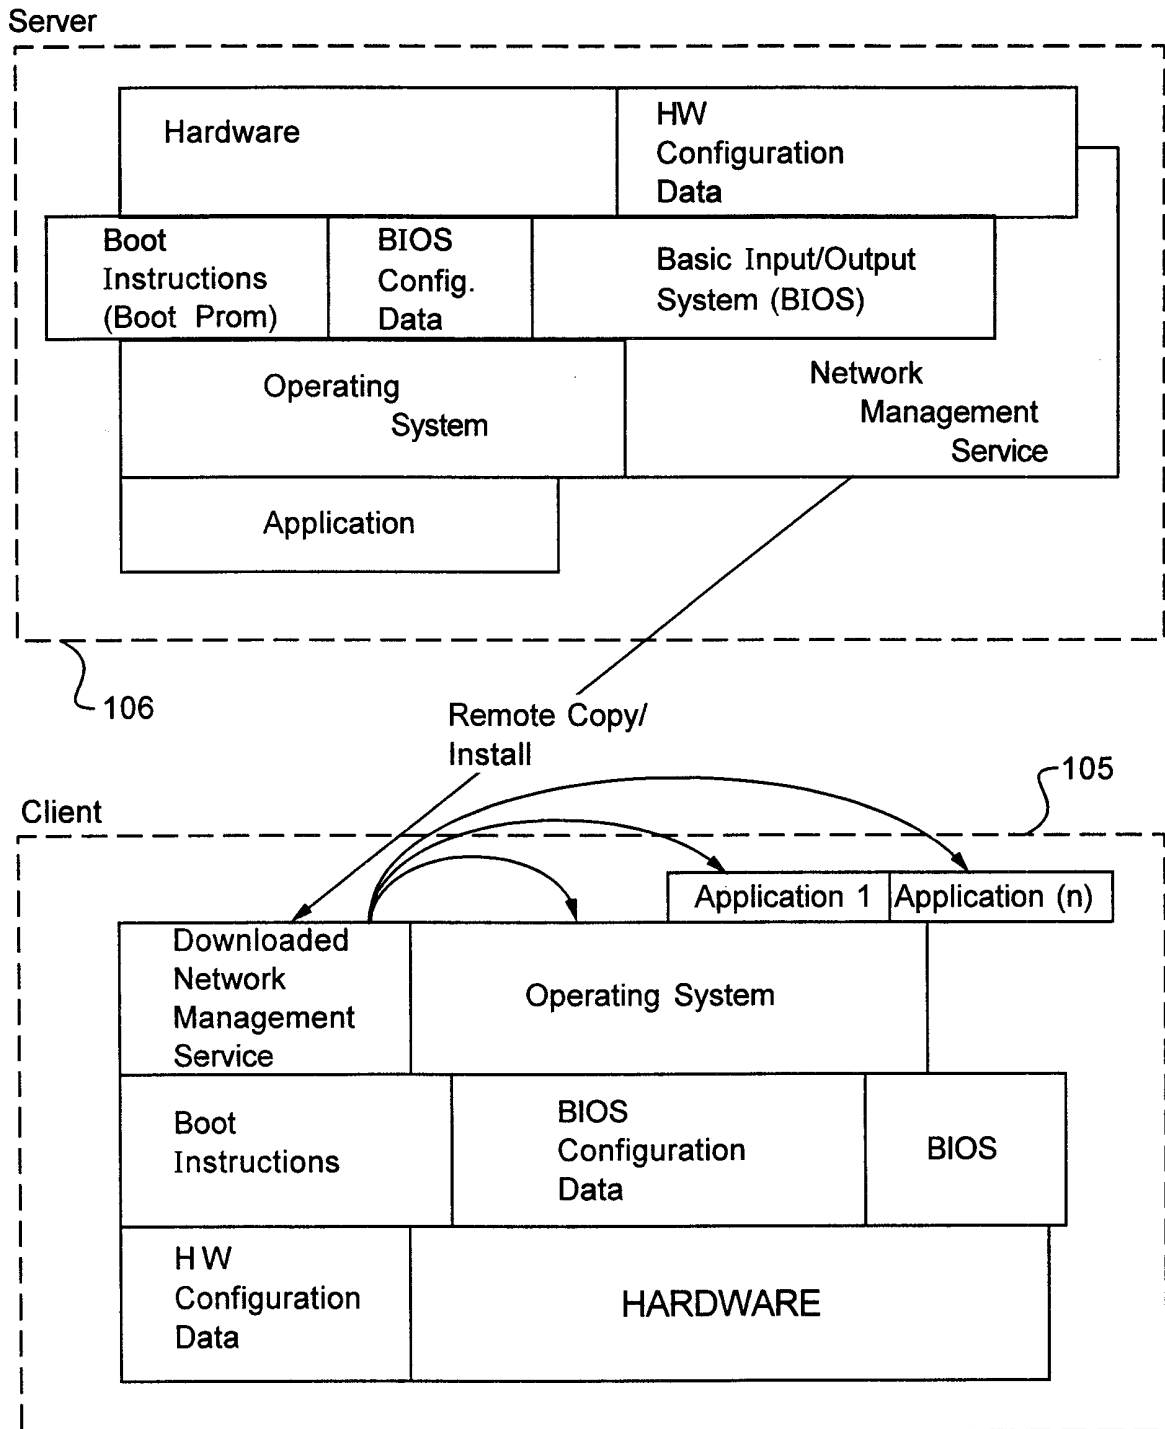 Server
Hardware
HW
Configuration
Data
Boot
Instructions
(Boot Prom)
BIOS
Config.
Data
Basic Input/Output
System (BIOS)
Operating
System
Network
Management
Service
Application
106
Remote Copy/
Install
105
Client
Application 1
Application (n)
Downloaded
Network
Management
Service
Operating System
Boot
Instructions
BIOS
Configuration
Data
BIOS
HW
Configuration
Data
HARDWARE